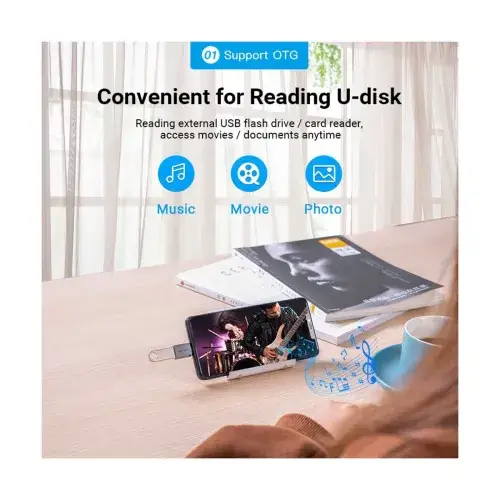 01 Support OTG
Convenient for Reading U-disk
Reading external USB flash drive / card reader,
access movies / documents anytime
Music
Movie
Photo